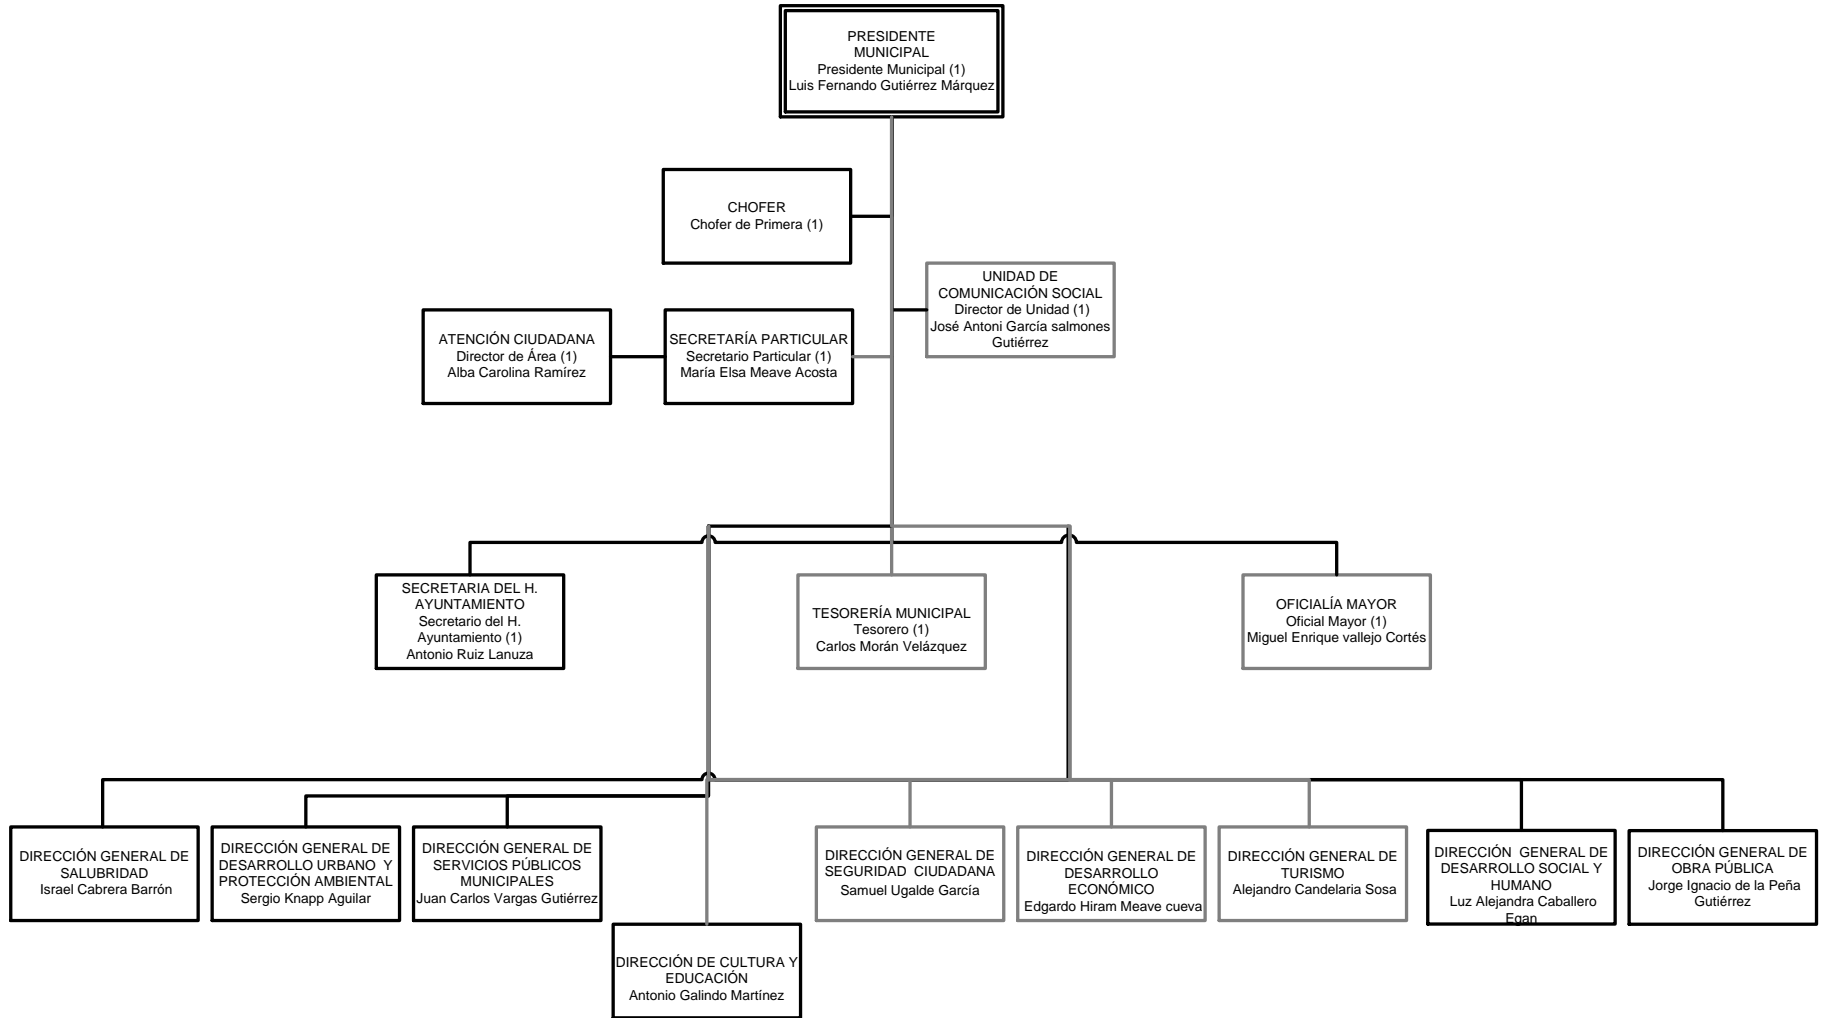 PRESIDENTE
MUNICIPAL
Presidente Municipal (1)
Luis Fernando Gutiérrez Márquez
CHOFER
Chofer de Primera (1)
UNIDAD DE
COMUNICACIÓN SOCIAL
Director de Unidad (1)
José Antoni García salmones
Gutiérrez
ATENCIÓN CIUDADANA
Director de Área (1)
Alba Carolina Ramírez
SECRETARÍA PARTICULAR
Secretario Particular (1)
María Elsa Meave Acosta
SECRETARIA DEL H.
AYUNTAMIENTO
Secretario del H.
Ayuntamiento (1)
Antonio Ruiz Lanuza
TESORERÍA MUNICIPAL
Tesorero (1)
Carlos Morán Velázquez
OFICIALÍA MAYOR
Oficial Mayor (1)
Miguel Enrique vallejo Cortés
DIRECCIÓN GENERAL DE
SALUBRIDAD
Israel Cabrera Barrón
DIRECCIÓN GENERAL DE
DESARROLLO URBANO Y
PROTECCIÓN AMBIENTAL
Sergio Knapp Aguilar
DIRECCIÓN GENERAL DE
SERVICIOS PÚBLICOS
MUNICIPALES
Juan Carlos Vargas Gutiérrez
DIRECCIÓN DE CULTURA Y
EDUCACIÓN
Antonio Galindo Martínez
DIRECCIÓN GENERAL DE
SEGURIDAD CIUDADANA
Samuel Ugalde García
DIRECCIÓN GENERAL DE
DESARROLLO
ECONÓMICO
Edgardo Hiram Meave cueva
DIRECCIÓN GENERAL DE
TURISMO
Alejandro Candelaria Sosa
DIRECCIÓN GENERAL DE
DESARROLLO SOCIAL Y
HUMANO
Luz Alejandra Caballero
Egan
DIRECCIÓN GENERAL DE
OBRA PÚBLICA
Jorge Ignacio de la Peña
Gutiérrez